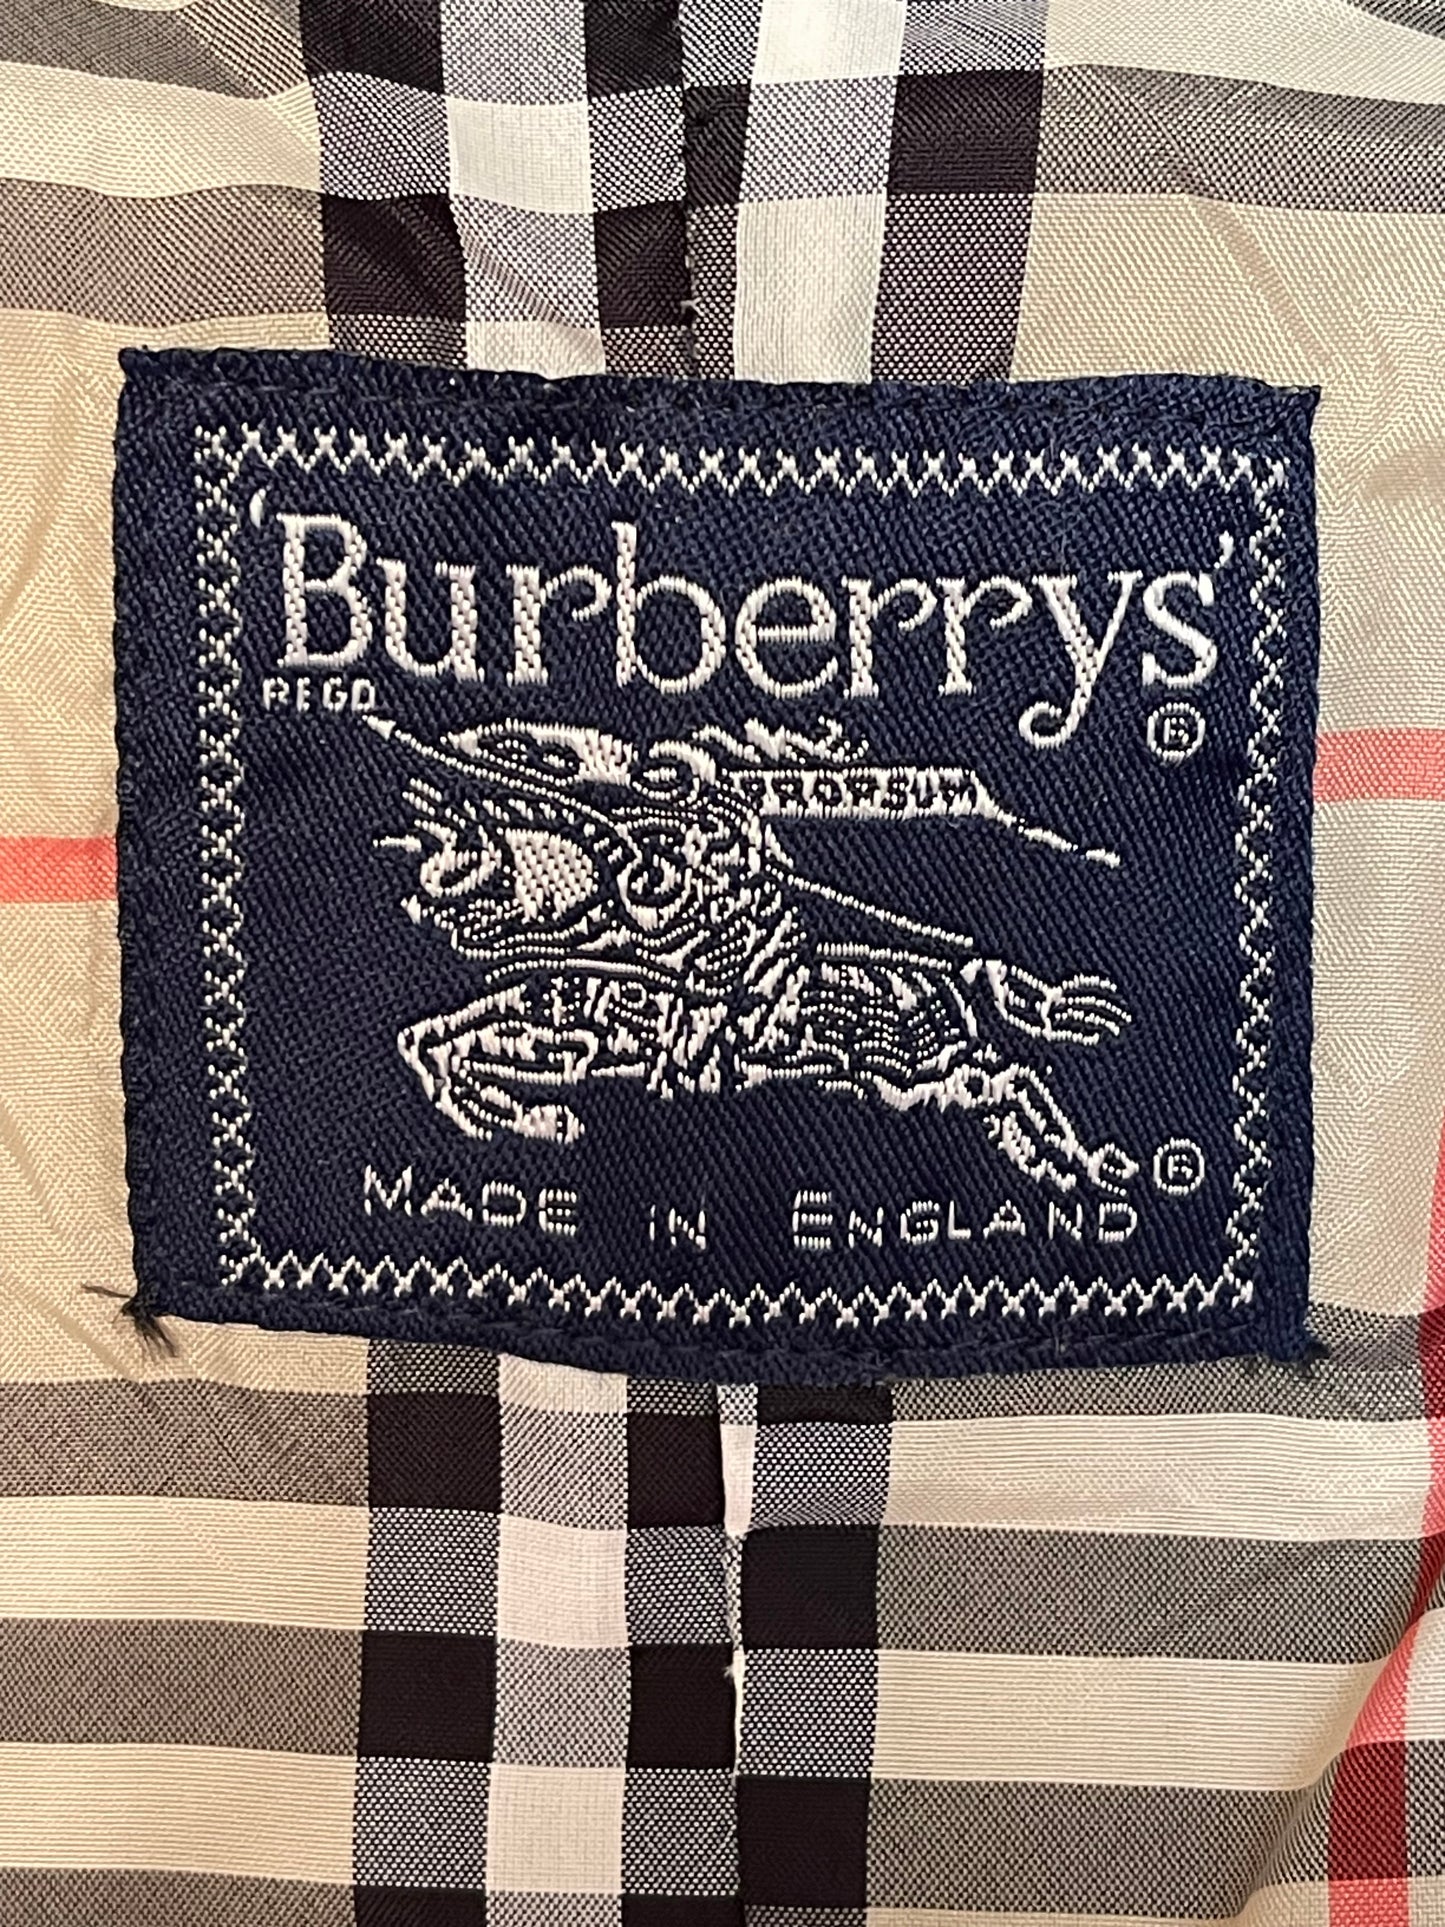 'Burberrys'
REGD ®
PRORSUM
®
MADE IN ENGLAND